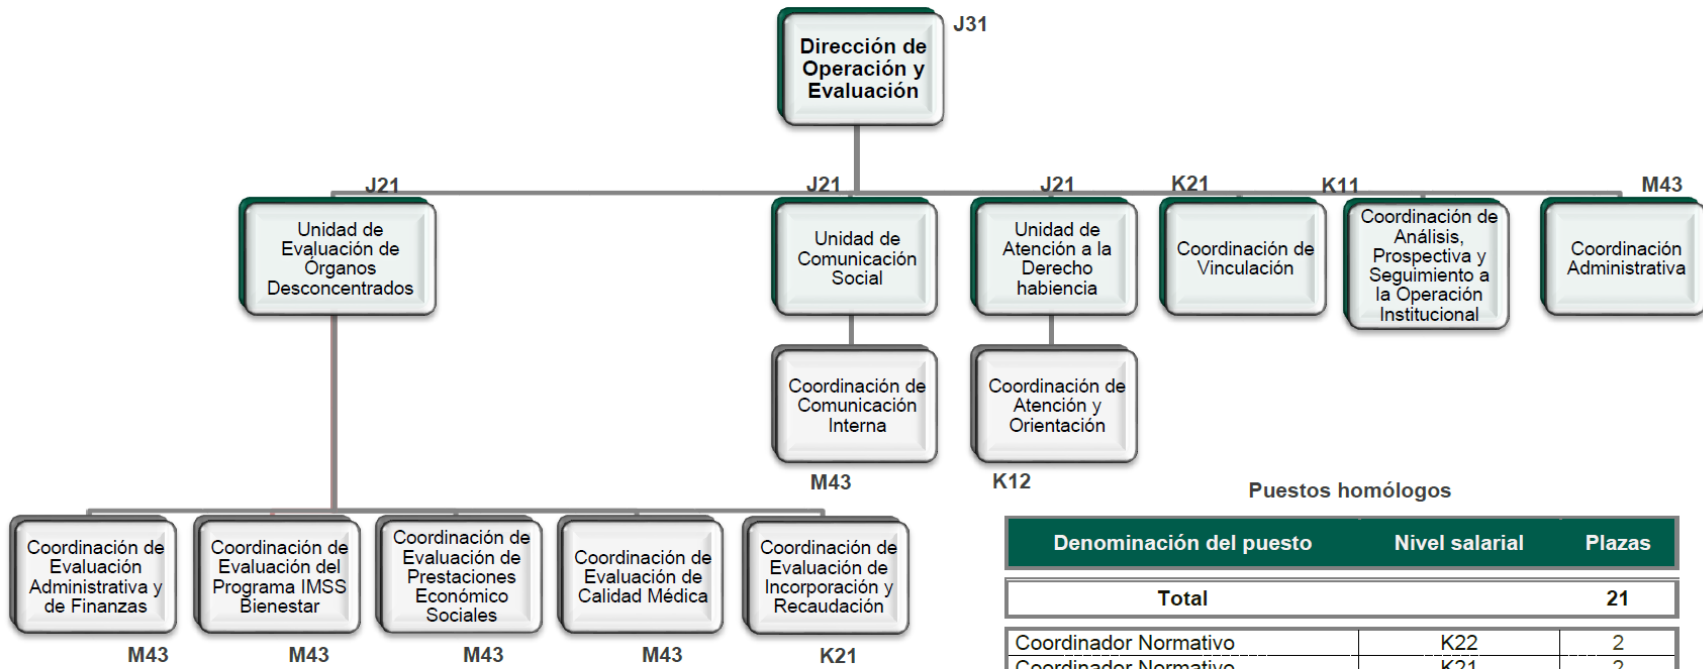 Dirección de
Operación y
Evaluación
J31
J21
J21
J21
K21
K11
M43
Unidad de
Evaluación de
Órganos
Desconcentrados
Unidad de
Comunicación
Social
Unidad de
Atención a la
Derecho
habiencia
Coordinación de
Vinculación
Coordinación de
Análisis,
Prospectiva y
Seguimiento a
la Operación
Institucional
Coordinación
Administrativa
Coordinación de
Comunicación
Interna
M43
Coordinación de
Atención y
Orientación
K12
Coordinación de
Evaluación
Administrativa y
de Finanzas
M43
Coordinación de
Evaluación del
Programa IMSS
Bienestar
M43
Coordinación de
Evaluación de
Prestaciones
Económico
Sociales
M43
Coordinación de
Evaluación de
Calidad Médica
M43
Coordinación de
Evaluación de
Incorporación y
Recaudación
K21
Puestos homólogos
Denominación del puesto Nivel salarial Plazas
Total 21
Coordinador Normativo K22 2
Coordinador Normativo K21 2